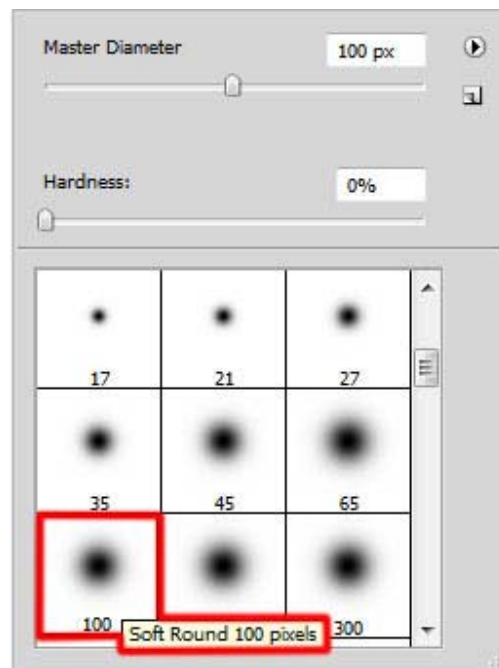 Master Diameter 100 px
Hardness: 0%
17 21 27
35 45 65
100 300
Soft Round 100 pixels